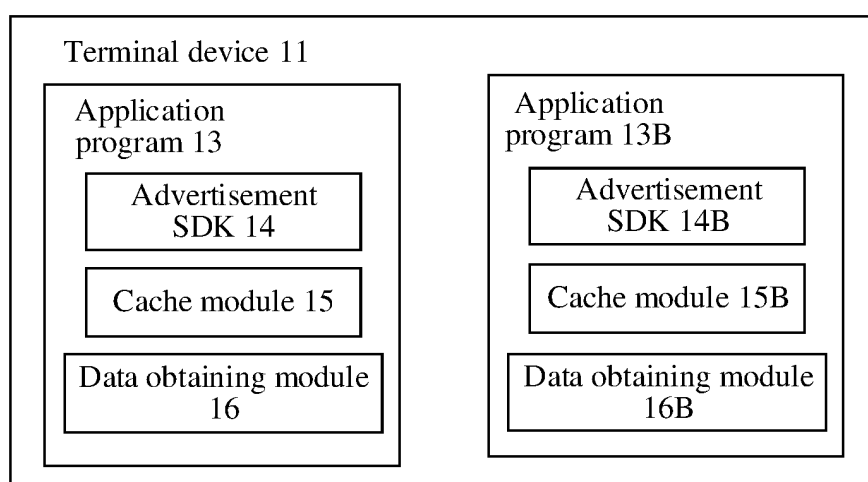 Terminal device 11
Application
program 13
Advertisement
SDK 14
Cache module 15
Data obtaining module
16
Application
program 13B
Advertisement
SDK 14B
Cache module 15B
Data obtaining module
16B